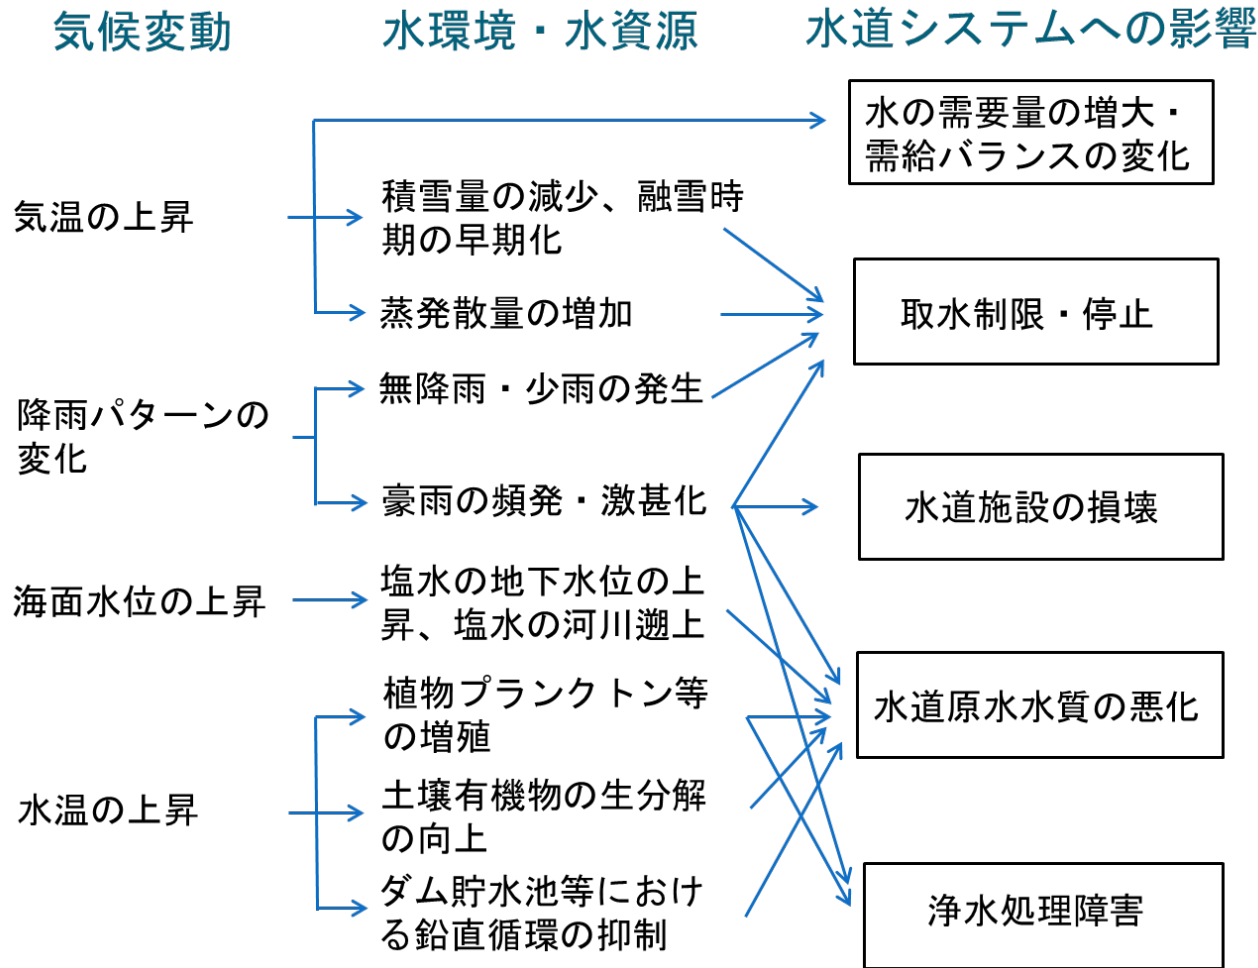 気候変動
水環境・水資源
水道システムへの影響
水の需要量の増大・
需給バランスの変化
気温の上昇
積雪量の減少、融雪時
期の早期化
蒸発散量の増加
取水制限・停止
降雨パターンの
変化
無降雨・少雨の発生
豪雨の頻発・激甚化
水道施設の損壊
海面水位の上昇
塩水の地下水位の上
昇、塩水の河川遡上
植物プランクトン等
の増殖
水道原水水質の悪化
水温の上昇
土壌有機物の生分解
の向上
ダム貯水池等におけ
る鉛直循環の抑制
浄水処理障害